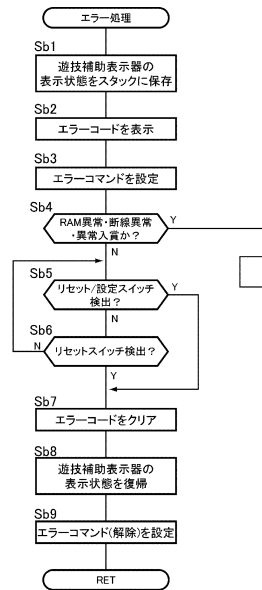 エラー処理
Sb1
遊技補助表示器の
表示状態をスタックに保存
Sb2
エラーコードを表示
Sb3
エラーコマンドを設定
Sb4
RAM異常・断線異常
・異常入賞か？
Y
N
Sb5
リセット/設定スイッチ
検出？
Y
N
Sb6
N
リセットスイッチ検出？
Y
Sb7
エラーコードをクリア
Sb8
遊技補助表示器の
表示状態を復帰
Sb9
エラーコマンド(解除)を設定
RET